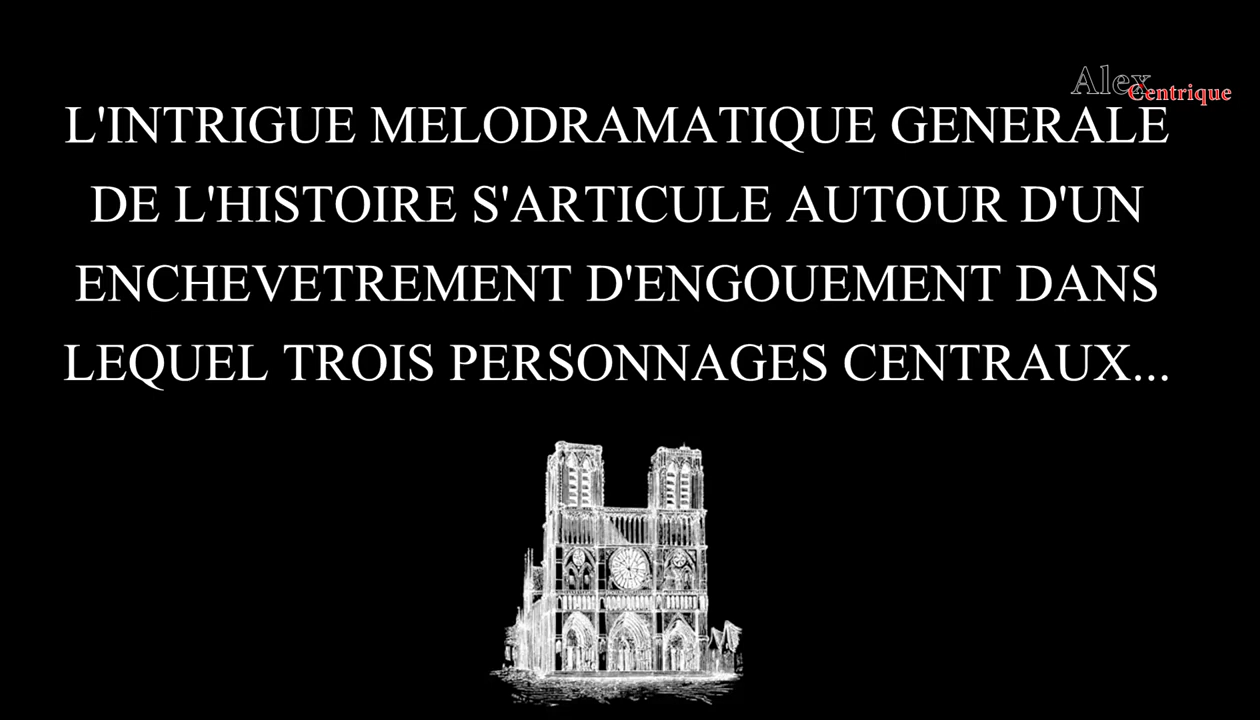 Alex
Centrique
L'INTRIGUE MELODRAMATIQUE GENERALE
DE L'HISTOIRE S'ARTICULE AUTOUR D'UN
ENCHEVETREMENT D'ENGOUEMENT DANS
LEQUEL TROIS PERSONNAGES CENTRAUX...